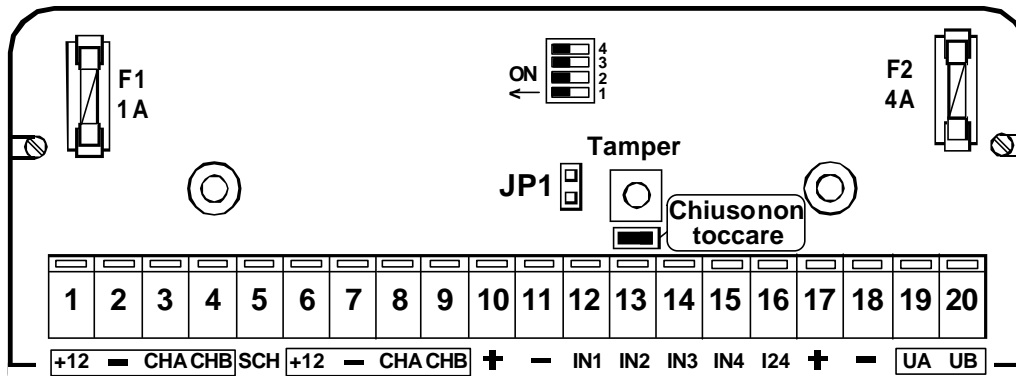 F1
1A
ON
4
3
2
1
F2
4A
Tamper
JP1
Chiusonon
toccare
1 2 3 4 5 6 7 8 9 10 11 12 13 14 15 16 17 18 19 20
+12 − CHA CHB SCH +12 − CHA CHB + − IN1 IN2 IN3 IN4 I24 + − UA UB